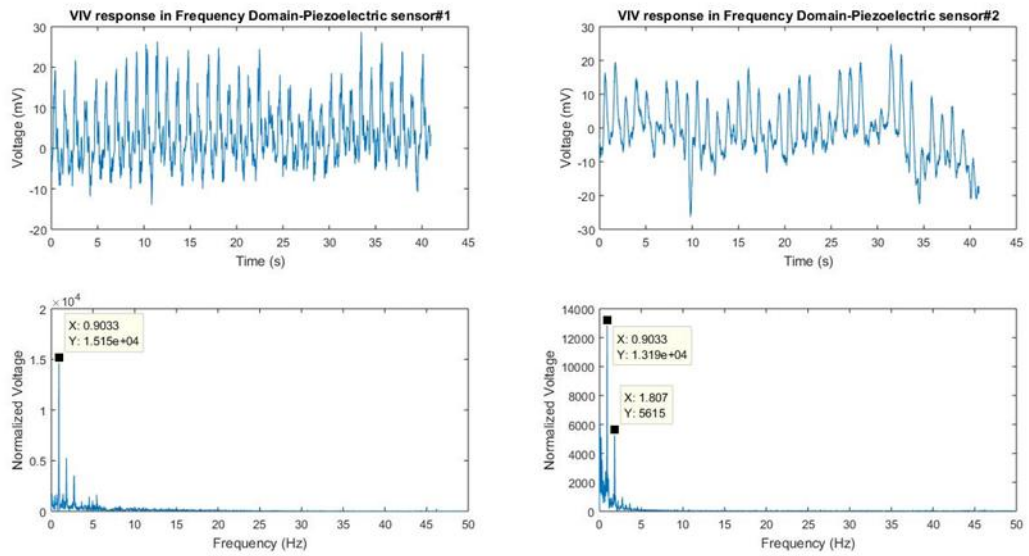 VIV response in Frequency Domain-Piezoelectric sensor#1
30
20
10
0
-10
-20
Voltage (mV)
0 5 10 15 20 25 30 35 40 45
Time (s)
VIV response in Frequency Domain-Piezoelectric sensor#2
30
20
10
0
-10
-20
-30
Voltage (mV)
0 5 10 15 20 25 30 35 40 45
Time (s)
×10⁴
2
1.5
1
0.5
0
Normalized Voltage
X: 0.9033
Y: 1.515e+04
0 5 10 15 20 25 30 35 40 45 50
Frequency (Hz)
14000
12000
10000
8000
6000
4000
2000
0
Normalized Voltage
X: 0.9033
Y: 1.319e+04
X: 1.807
Y: 5615
0 5 10 15 20 25 30 35 40 45 50
Frequency (Hz)